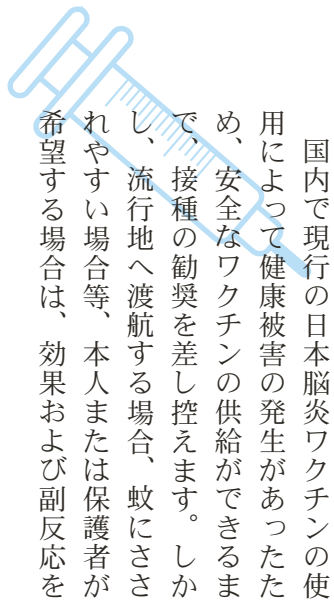 国内で現行の日本脳炎ワクチンの使
用によって健康被害の発生があったた
め、安全なワクチンの供給ができるま
で、接種の勧奨を差し控えます。しか
し、流行地へ渡航する場合、蚊にささ
れやすい場合等、本人または保護者が
希望する場合は、効果および副反応を